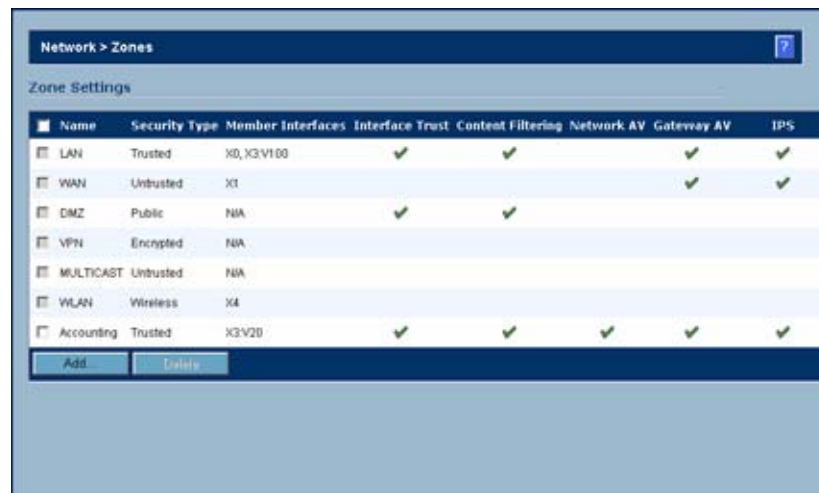 Network > Zones
?
Zone Settings
Name Security Type Member Interfaces Interface Trust Content Filtering Network AV Gateway AV IPS
LAN Trusted X0, X3:V100
WAN Untrusted X1
DMZ Public N/A
VPN Encrypted N/A
MULTICAST Untrusted N/A
WLAN Wireless X4
Accounting Trusted X3:V20
Add... Delete